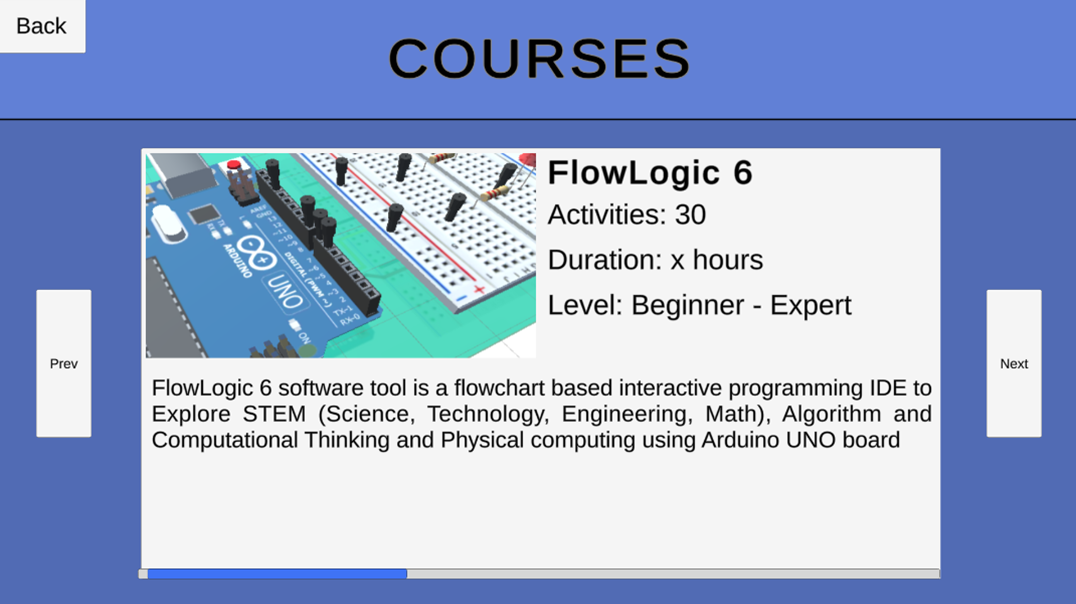 Back
COURSES
FlowLogic 6
Activities: 30
Duration: x hours
Level: Beginner - Expert
AREF
GND
ARDUINO
UNO
DIGITAL (PWM ~)
TX→1
RX←0
ON
Prev
Next
FlowLogic 6 software tool is a flowchart based interactive programming IDE to
Explore STEM (Science, Technology, Engineering, Math), Algorithm and
Computational Thinking and Physical computing using Arduino UNO board